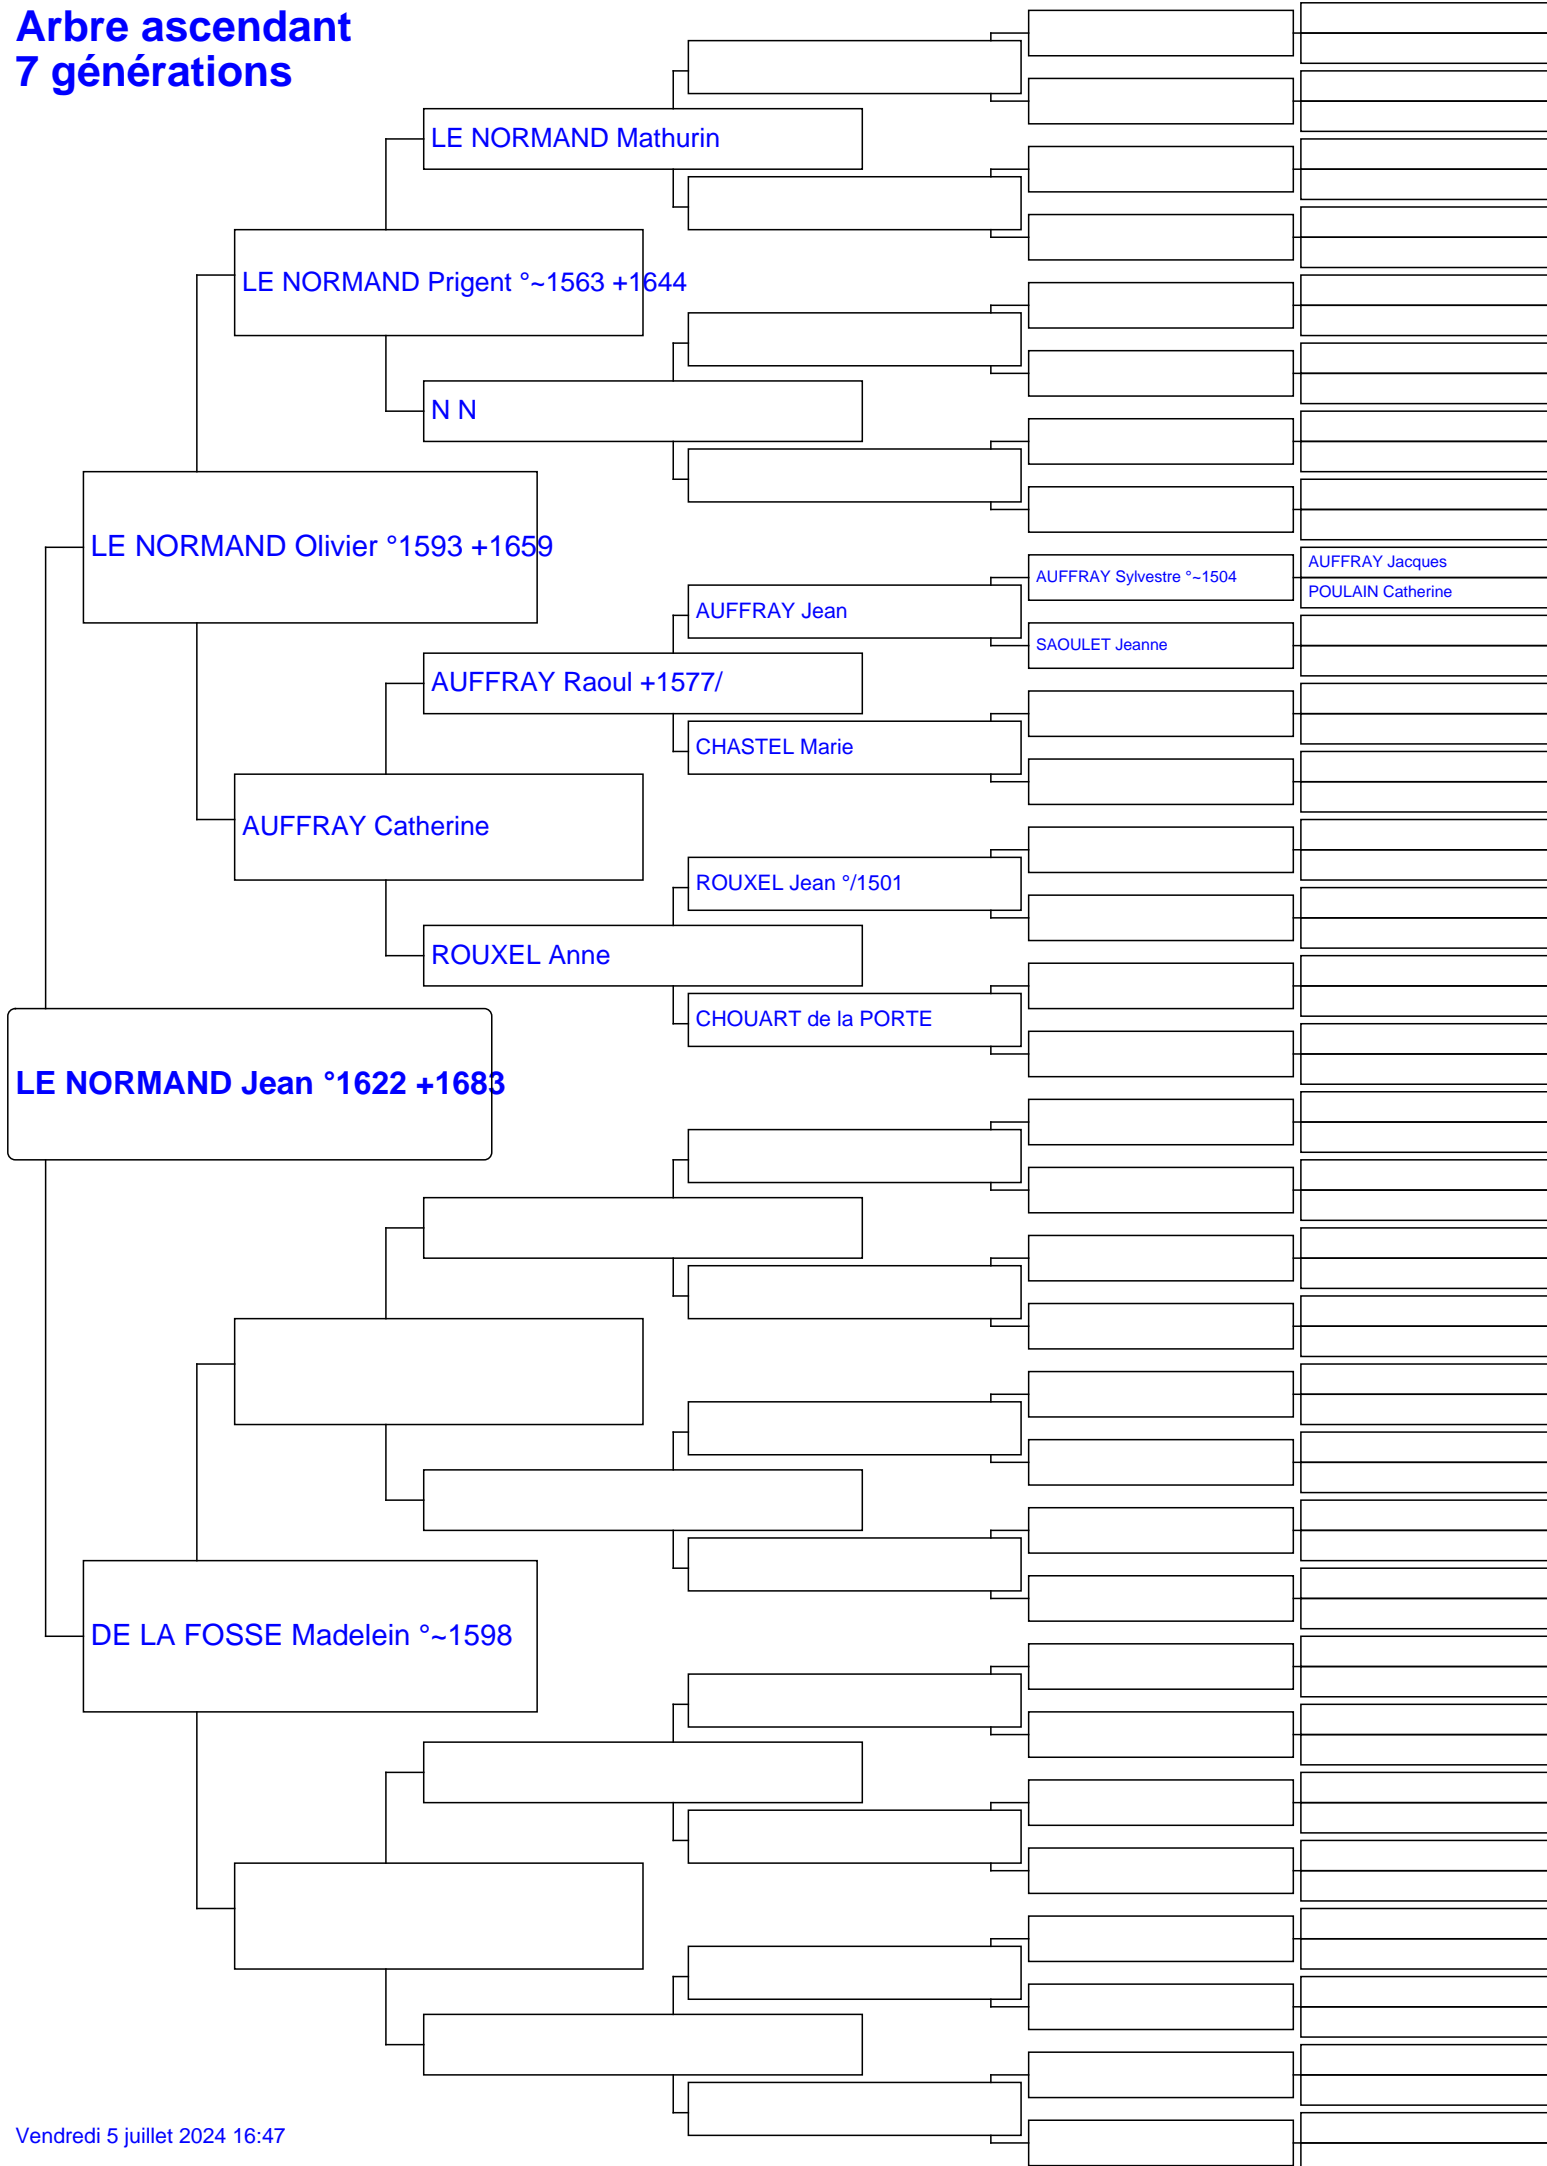 Arbre ascendant
7 générations
LE NORMAND Mathurin
LE NORMAND Prigent °~1563 +1644
N N
LE NORMAND Olivier °1593 +1659
AUFFRAY Jacques
AUFFRAY Sylvestre °~1504
POULAIN Catherine
AUFFRAY Jean
SAOULET Jeanne
AUFFRAY Raoul +1577/
CHASTEL Marie
AUFFRAY Catherine
ROUXEL Jean °/1501
ROUXEL Anne
CHOUART de la PORTE
LE NORMAND Jean °1622 +1683
DE LA FOSSE Madelein °~1598
Vendredi 5 juillet 2024 16:47